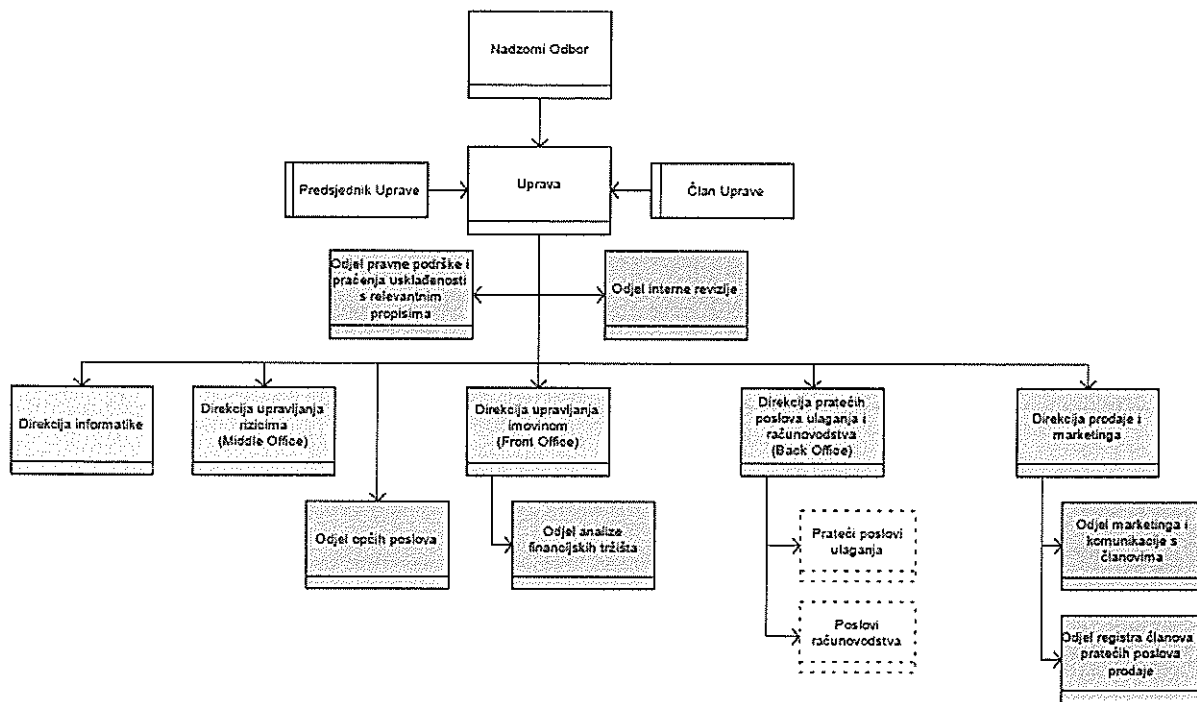 Nadzorni Odbor
Predsjednik Uprave
Uprava
Član Uprave
Odjel pravne podrške i
praćenja usklađenosti
s relevantnim
propisima
Odjel interne revizije
Direkcija informatike
Direkcija upravljanja
rizicima
(Middle Office)
Direkcija upravljanja
imovinom
(Front Office)
Direkcija pratećih
poslova ulaganja i
računovodstva
(Back Office)
Direkcija prodaje i
marketinga
Odjel općih poslova
Odjel analize
financijskih tržišta
Prateći poslovi
ulaganja
Odjel marketinga i
komunikacije s
članovima
Poslovi
računovodstva
Odjel registra članova
pratećih poslova
prodaje